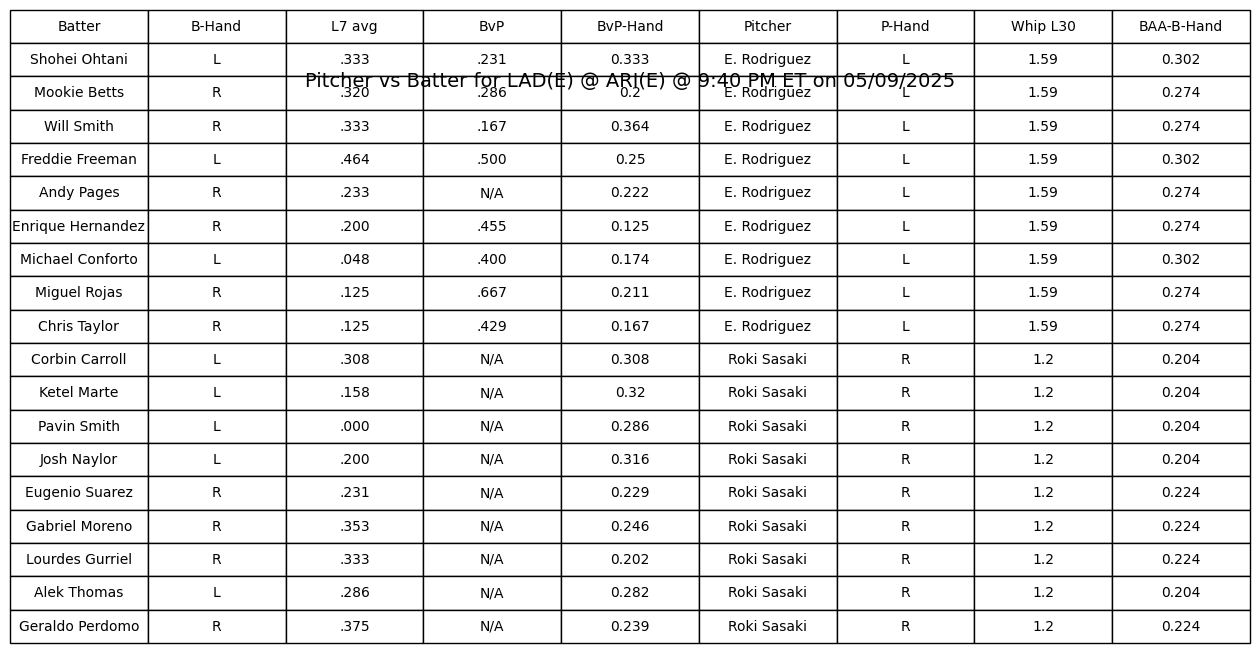 Batter B-Hand L7 avg BvP BvP-Hand Pitcher P-Hand Whip L30 BAA-B-Hand
Shohei Ohtani L .333 .231 0.333 E. Rodriguez L 1.59 0.302
Pitcher vs Batter for LAD(E) @ ARI(E) @ 9:40 PM ET on 05/09/2025
Mookie Betts R .320 .286 0.2 E. Rodriguez L 1.59 0.274
Will Smith R .333 .167 0.364 E. Rodriguez L 1.59 0.274
Freddie Freeman L .464 .500 0.25 E. Rodriguez L 1.59 0.302
Andy Pages R .233 N/A 0.222 E. Rodriguez L 1.59 0.274
Enrique Hernandez R .200 .455 0.125 E. Rodriguez L 1.59 0.274
Michael Conforto L .048 .400 0.174 E. Rodriguez L 1.59 0.302
Miguel Rojas R .125 .667 0.211 E. Rodriguez L 1.59 0.274
Chris Taylor R .125 .429 0.167 E. Rodriguez L 1.59 0.274
Corbin Carroll L .308 N/A 0.308 Roki Sasaki R 1.2 0.204
Ketel Marte L .158 N/A 0.32 Roki Sasaki R 1.2 0.204
Pavin Smith L .000 N/A 0.286 Roki Sasaki R 1.2 0.204
Josh Naylor L .200 N/A 0.316 Roki Sasaki R 1.2 0.204
Eugenio Suarez R .231 N/A 0.229 Roki Sasaki R 1.2 0.224
Gabriel Moreno R .353 N/A 0.246 Roki Sasaki R 1.2 0.224
Lourdes Gurriel R .333 N/A 0.202 Roki Sasaki R 1.2 0.224
Alek Thomas L .286 N/A 0.282 Roki Sasaki R 1.2 0.204
Geraldo Perdomo R .375 N/A 0.239 Roki Sasaki R 1.2 0.224